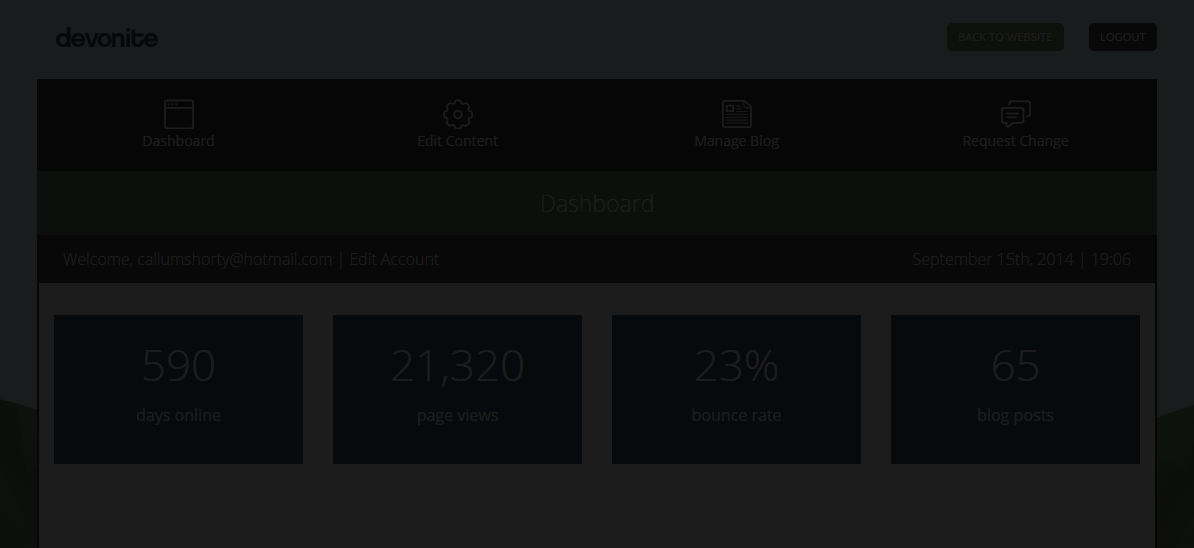 devonite
BACK TO WEBSITE
LOGOUT
Dashboard
Edit Content
Manage Blog
Request Change
Dashboard
Welcome, callumshorty@hotmail.com | Edit Account
September 15th, 2014 | 19:06
590
days online
21,320
page views
23%
bounce rate
65
blog posts